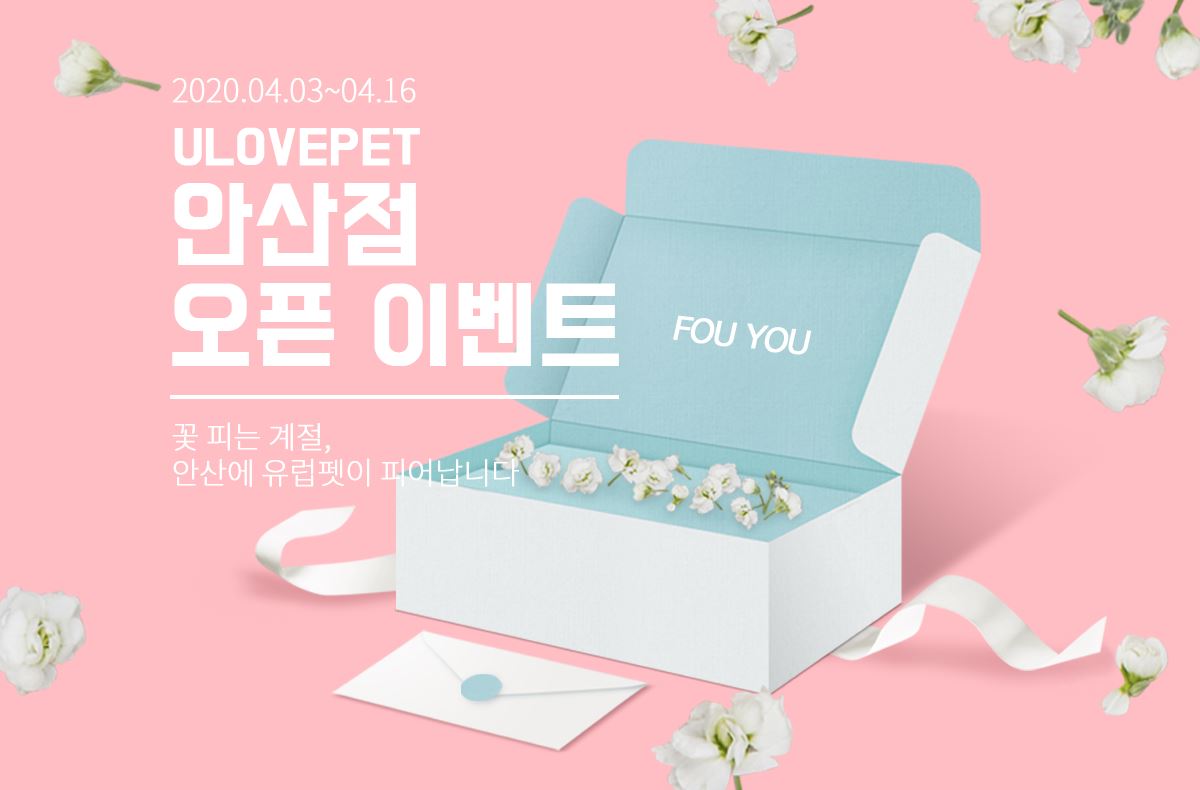 2020.04.03~04.16
ULOVEPET
안산점
오픈 이벤트
FOU YOU
꽃 피는 계절,
안산에 유럽펫이 피어납니다